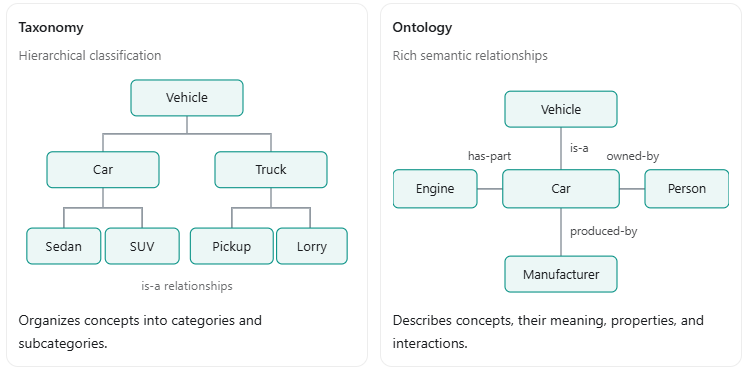 Taxonomy
Hierarchical classification
Vehicle
Car
Truck
Sedan
SUV
Pickup
Lorry
is-a relationships
Organizes concepts into categories and
subcategories.
Ontology
Rich semantic relationships
Vehicle
is-a
has-part
owned-by
Engine
Car
Person
produced-by
Manufacturer
Describes concepts, their meaning, properties, and
interactions.